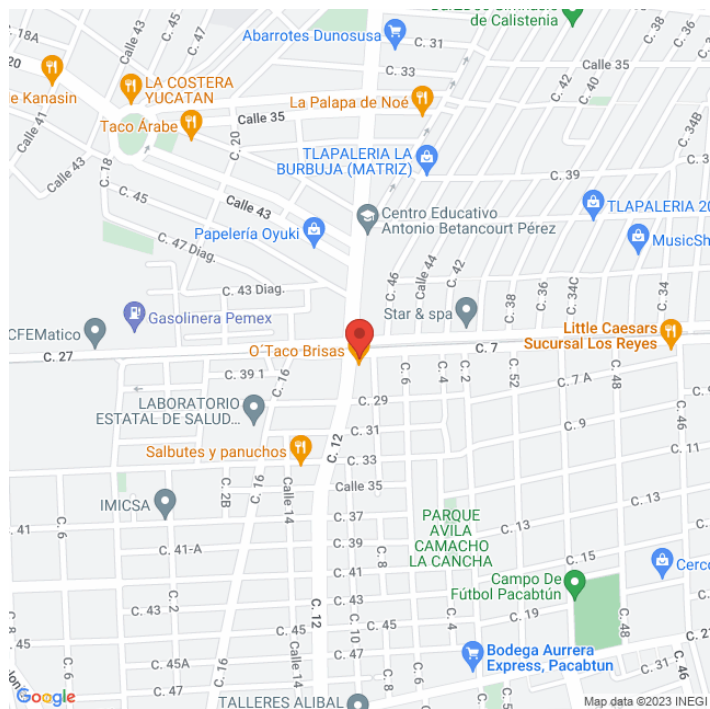 de Calistenia
C. 45
C. 47
C. 18A
Calle 43
Abarrotes Dunosusa
C. 31
C. 36
C. 38
20
C. 33
Calle 35
C. 42
C. 40
LA COSTERA
YUCATAN
e Kanasin
La Palapa de Noé
Taco Árabe
Calle 35
C. 20
C. 34B
Calle 41
Calle 43
TLAPALERIA LA
BURBUJA (MATRIZ)
C. 18
C. 39
Calle 43
C. 45
Calle 43
Centro Educativo
Antonio Betancourt Pérez
TLAPALERIA 20
Papelería Oyuki
MusicSh
C. 47 Diag.
C. 46
Calle 44
C. 42
C. 43 Diag.
C. 38
C. 36
C. 34C
C. 34
Star & spa
Gasolinera Pemex
CFEMatico
Little Caesars
Sucursal Los Reyes
O´Taco Brisas
C. 27
C. 7
C. 39 1
C. 16
C. 6
C. 2
C. 52
C. 7A
C. 48
C. 46
LABORATORIO
ESTATAL DE SALUD...
C. 29
C. 31
C. 9
Salbutes y panuchos
C. 12
C. 33
C. 16
Calle 14
C. 2B
Calle 35
IMICSA
C. 13
C. 37
PARQUE
AVILA
CAMACHO
LA CANCHA
C. 13
C. 41
C. 6
C. 41-A
C. 39
C. 8
C. 15
C. 41
Campo De
Fútbol Pacabtún
Cerco
C. 2
C. 43
C. 43
C. 19
C. 48
C. 8
C. 45
C. 12
C. 10
C. 45
C. 27
Bodega Aurrera
Express, Pacabtun
C. 6
C. 45A
C. 16
Calle 14
C. 47
C. 31
C. 46
Google
TALLERES ALIBAL
Map data ©2023 INEGI